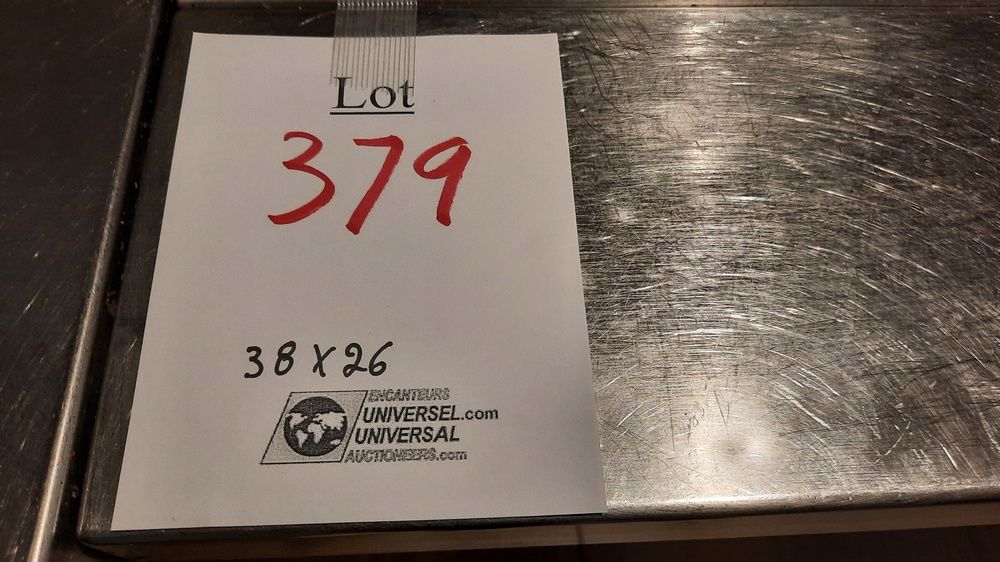 Lot
379
38 X 26
ENCANTEURS
UNIVERSEL.com
UNIVERSAL
AUCTIONEERS.com